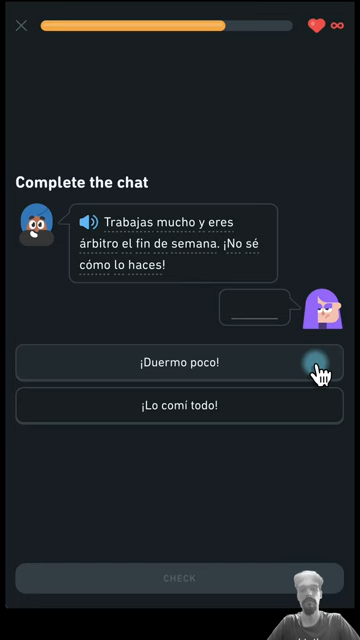 Complete the chat
Trabajas mucho y eres
árbitro el fin de semana. ¡No sé
cómo lo haces!
¡Duermo poco!
¡Lo comí todo!
CHECK